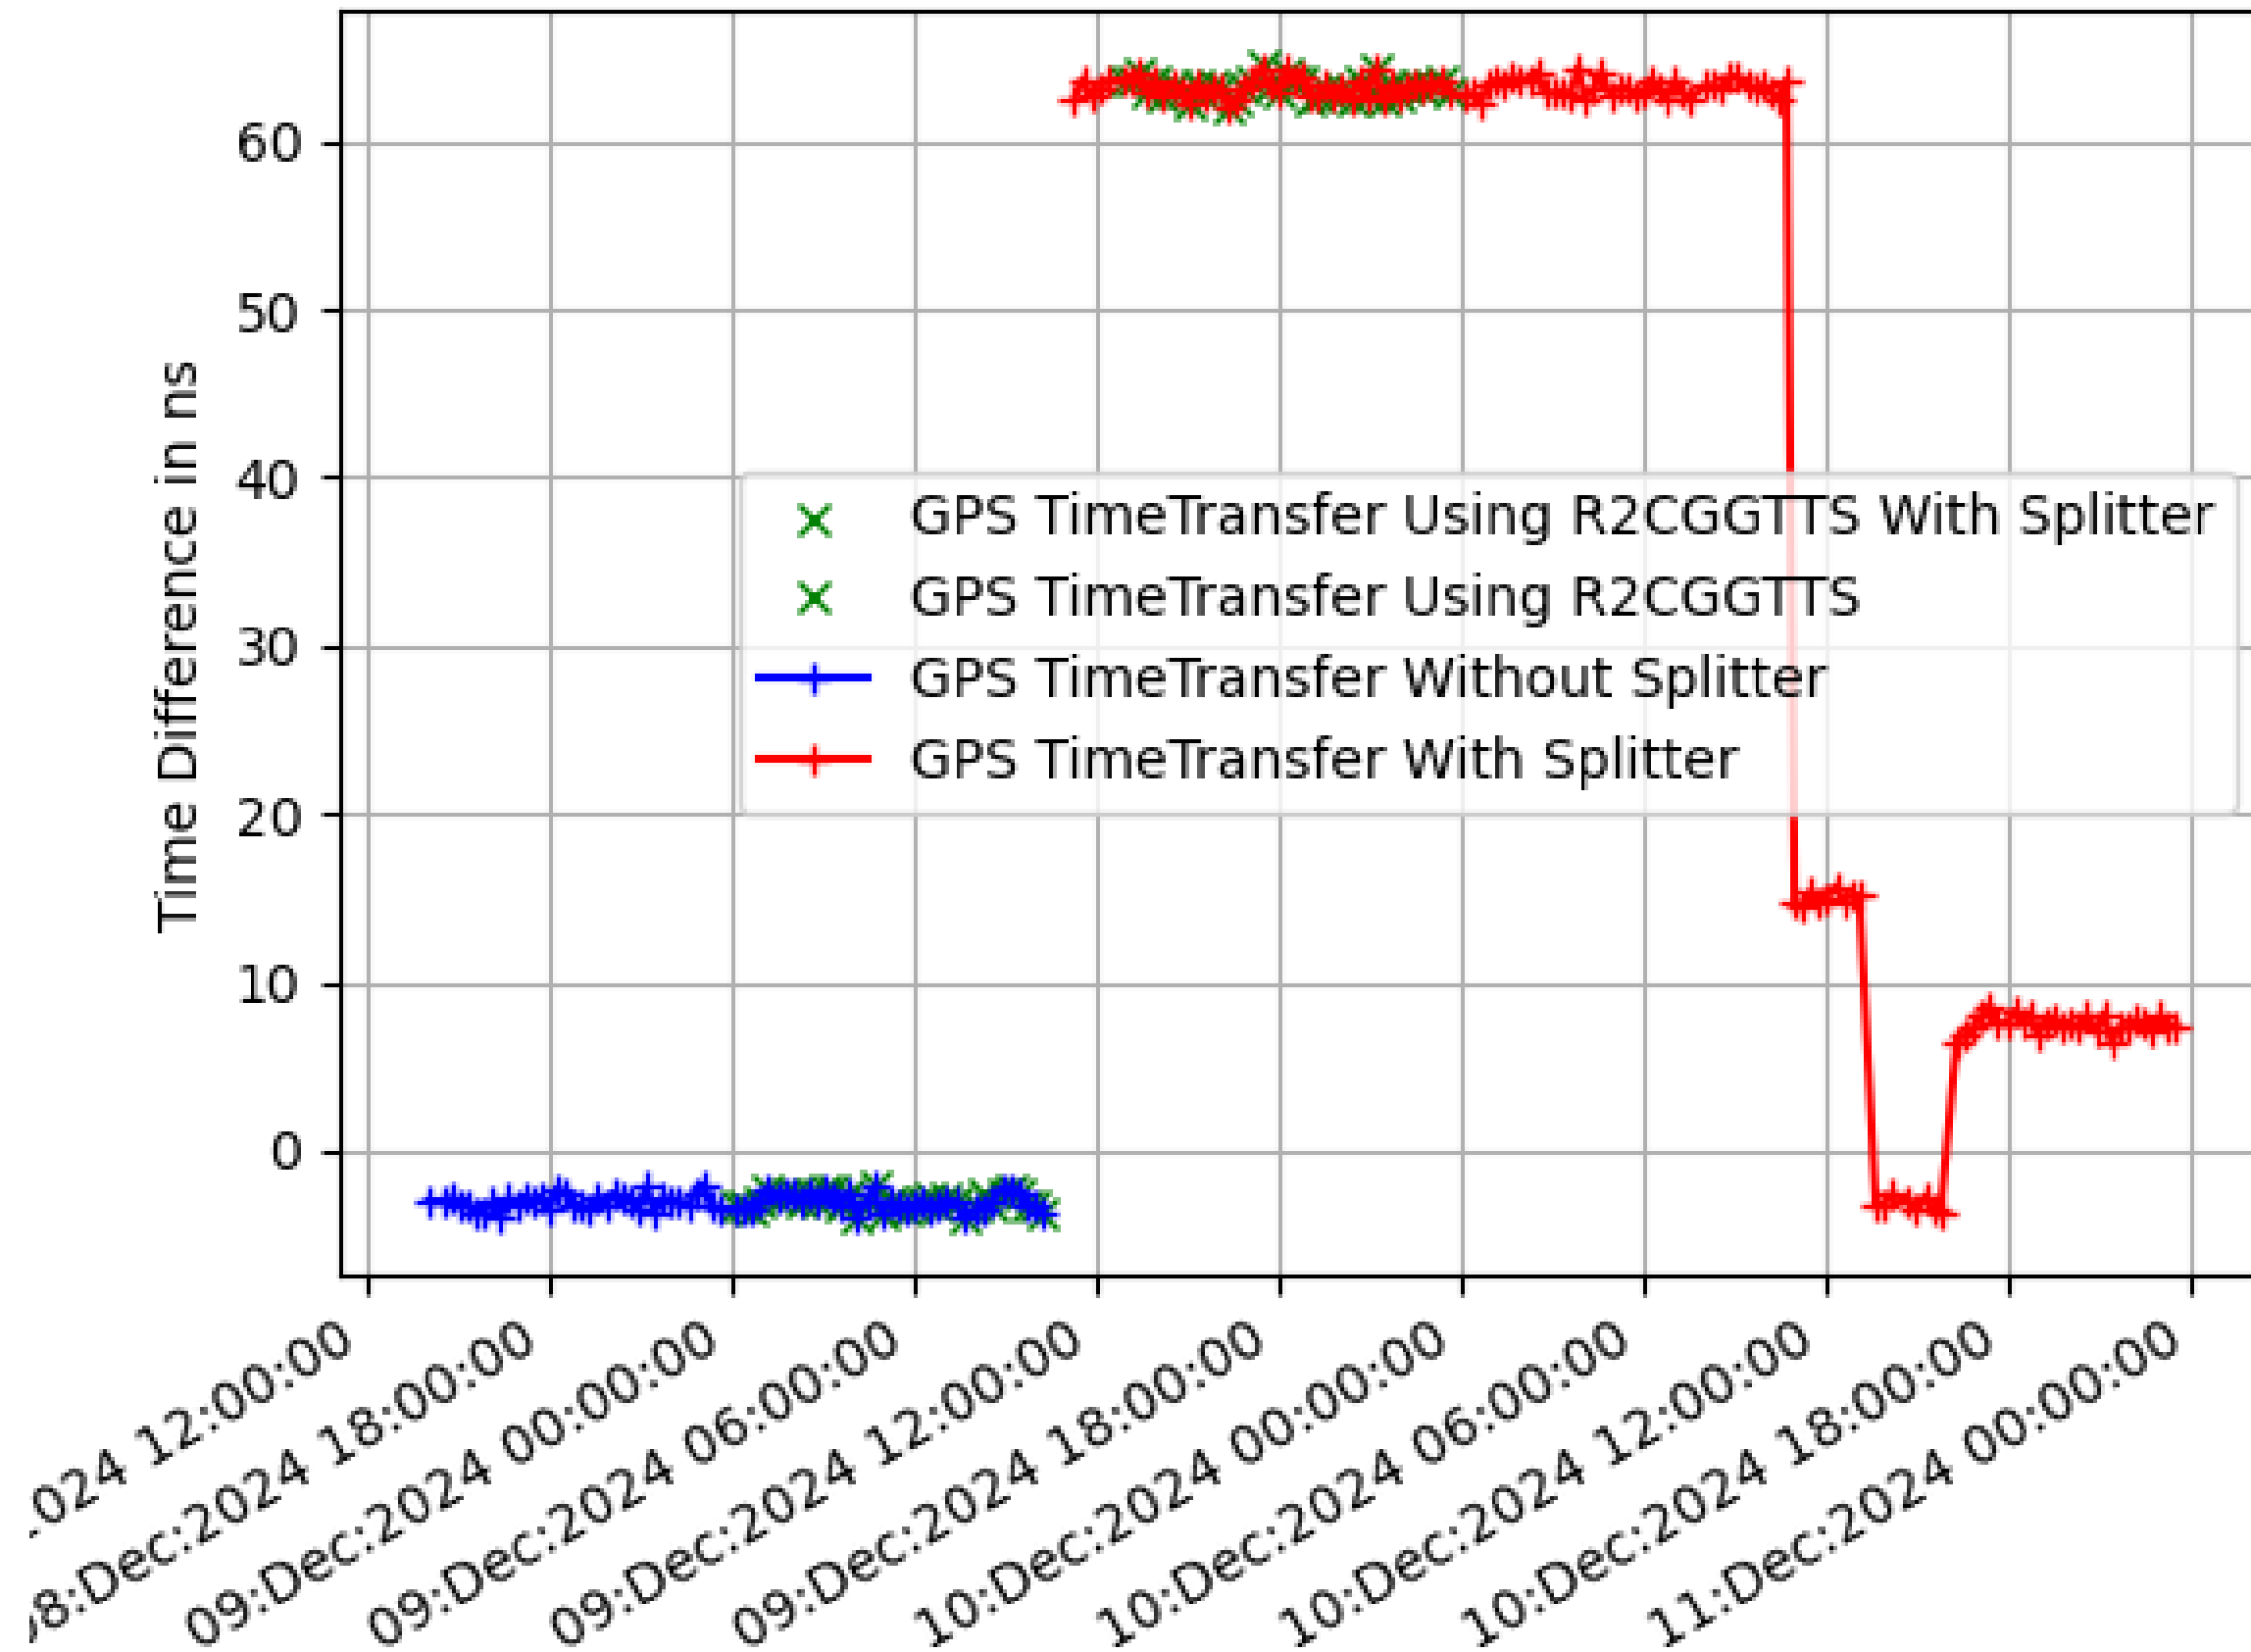 Time Difference in ns
60
50
40
30
20
10
0
GPS TimeTransfer Using R2CGGTTS With Splitter
GPS TimeTransfer Using R2CGGTTS
GPS TimeTransfer Without Splitter
GPS TimeTransfer With Splitter
024 12:00:00
8:Dec:2024 18:00:00
09:Dec:2024 00:00:00
09:Dec:2024 06:00:00
09:Dec:2024 12:00:00
09:Dec:2024 18:00:00
10:Dec:2024 00:00:00
10:Dec:2024 06:00:00
10:Dec:2024 12:00:00
10:Dec:2024 18:00:00
11:Dec:2024 00:00:00